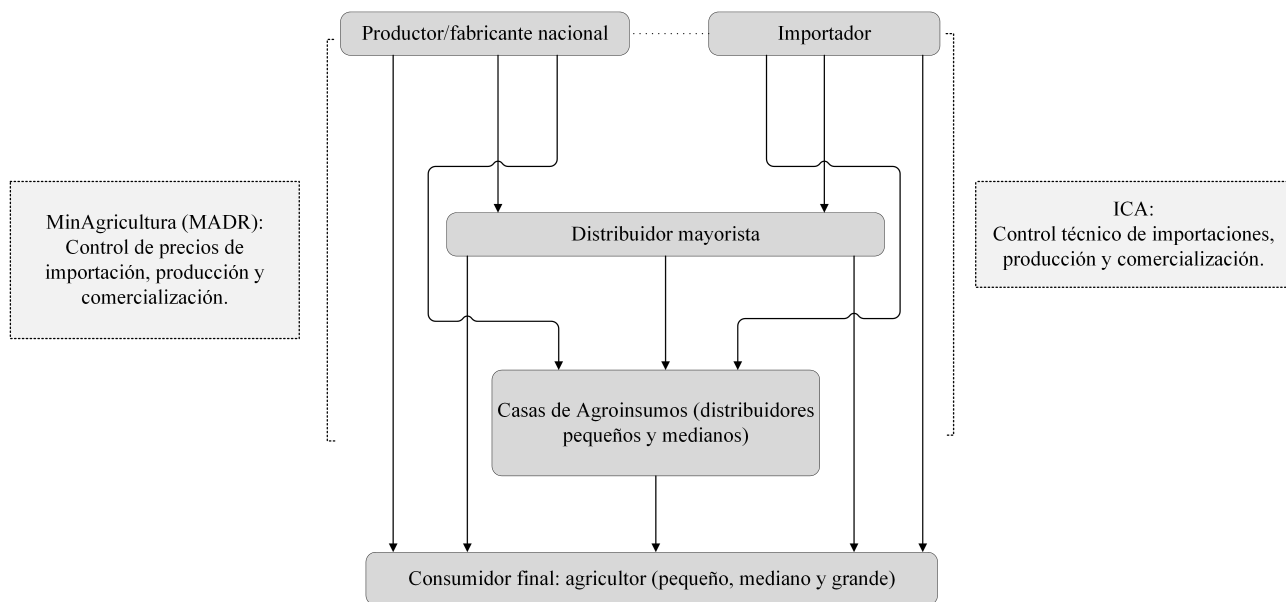 Productor/fabricante nacional
Importador
MinAgricultura (MADR):
Control de precios de
importación, producción y
comercialización.
ICA:
Control técnico de importaciones,
producción y comercialización.
Distribuidor mayorista
Casas de Agroinsumos (distribuidores
pequeños y medianos)
Consumidor final: agricultor (pequeño, mediano y grande)